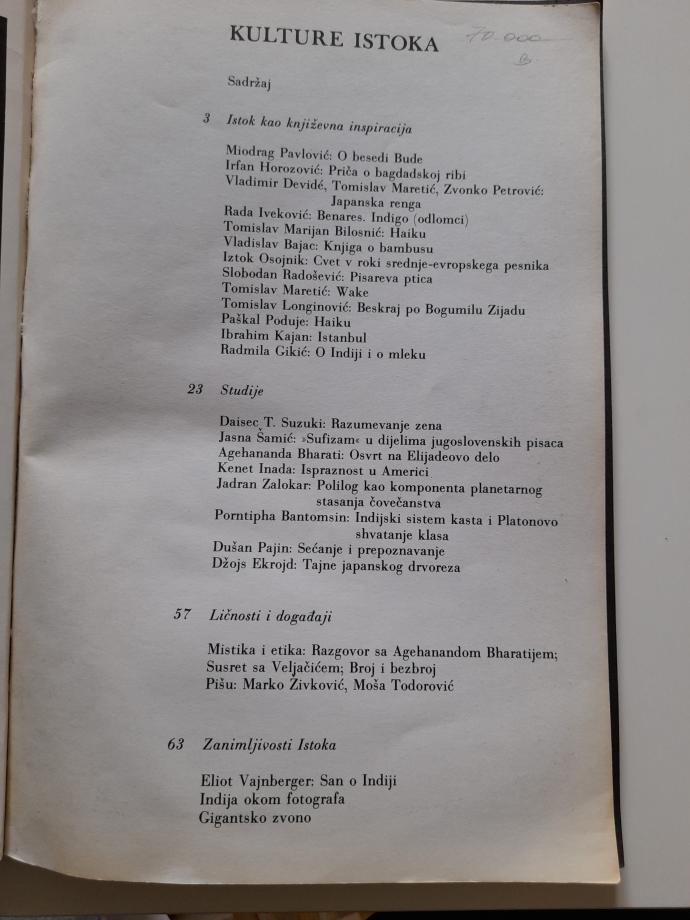 KULTURE ISTOKA
70.000
Sadržaj
3 Istok kao književna inspiracija
Miodrag Pavlović: O besedi Bude
Irfan Horozović: Priča o bagdadskoj ribi
Vladimir Devidé, Tomislav Maretić, Zvonko Petrović:
Japanska renga
Rada Iveković: Benares. Indigo (odlomci)
Tomislav Marijan Bilosnić: Haiku
Vladislav Bajac: Knjiga o bambusu
Iztok Osojnik: Cvet v roki srednje-evropskega pesnika
Slobodan Radošević: Pisareva ptica
Tomislav Maretić: Wake
Tomislav Longinović: Beskraj po Bogumilu Zijadu
Paškal Poduje: Haiku
Ibrahim Kajan: Istanbul
Radmila Gikić: O Indiji i o mleku
23 Studije
Daisec T. Suzuki: Razumevanje zena
Jasna Šamić: »Sufizam« u dijelima jugoslovenskih pisaca
Agehananda Bharati: Osvrt na Elijadeovo delo
Kenet Inada: Ispraznost u Americi
Jadran Zalokar: Polilog kao komponenta planetarnog
stasanja čovečanstva
Porntipha Bantomsin: Indijski sistem kasta i Platonovo
shvatanje klasa
Dušan Pajin: Sećanje i prepoznavanje
Džojs Ekrojd: Tajne japanskog drvoreza
57 Ličnosti i događaji
Mistika i etika: Razgovor sa Agehanandom Bharatijem;
Susret sa Veljačićem; Broj i bezbroj
Pišu: Marko Živković, Moša Todorović
63 Zanimljivosti Istoka
Eliot Vajnberger: San o Indiji
Indija okom fotografa
Gigantsko zvono